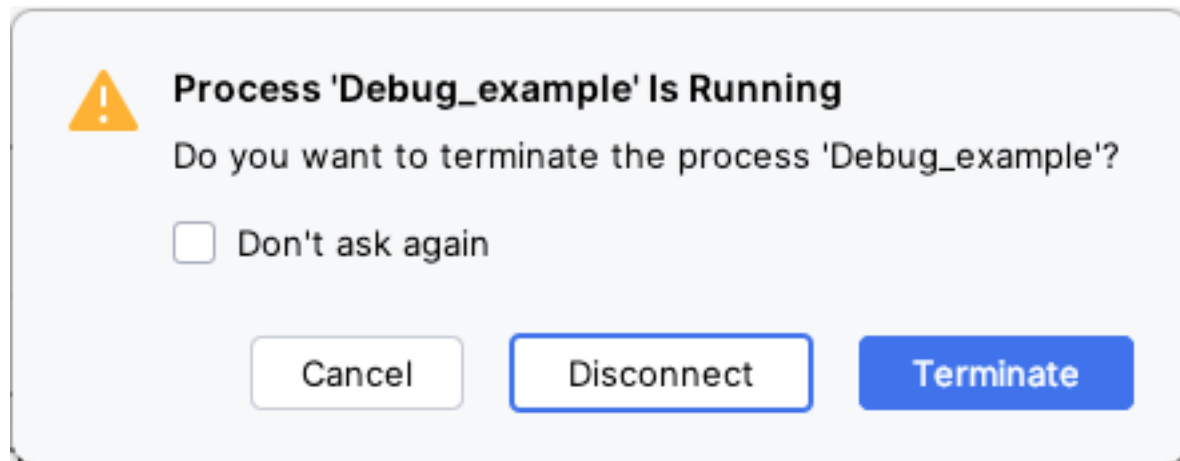 Process 'Debug_example' Is Running
Do you want to terminate the process 'Debug_example'?
Don't ask again
Cancel Disconnect Terminate